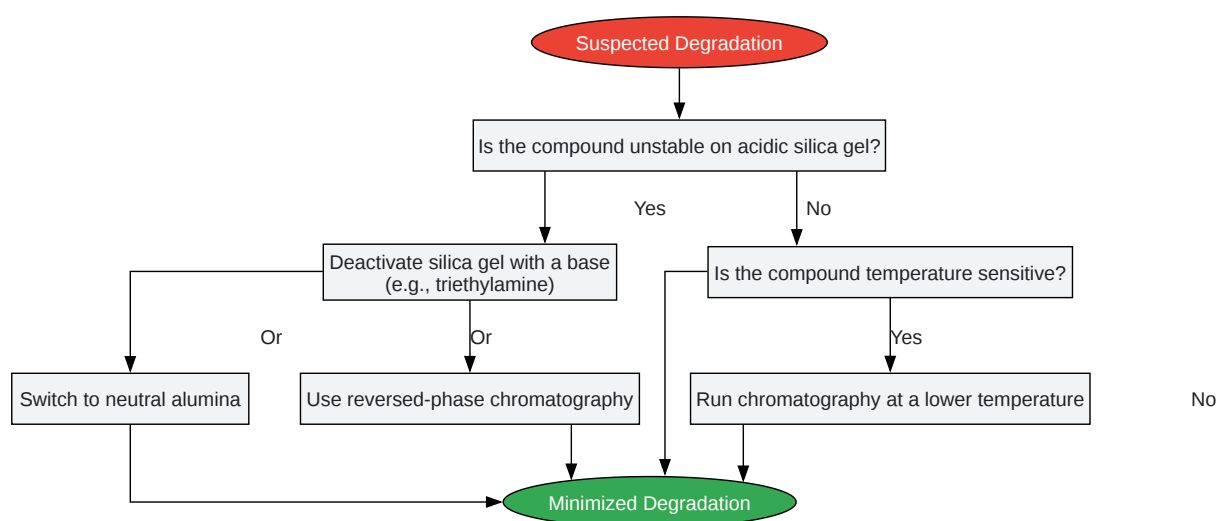 Suspected Degradation
Is the compound unstable on acidic silica gel?
Yes
No
Deactivate silica gel with a base
(e.g., triethylamine)
Is the compound temperature sensitive?
Or
Or
Yes
Switch to neutral alumina
Use reversed-phase chromatography
Run chromatography at a lower temperature
No
Minimized Degradation